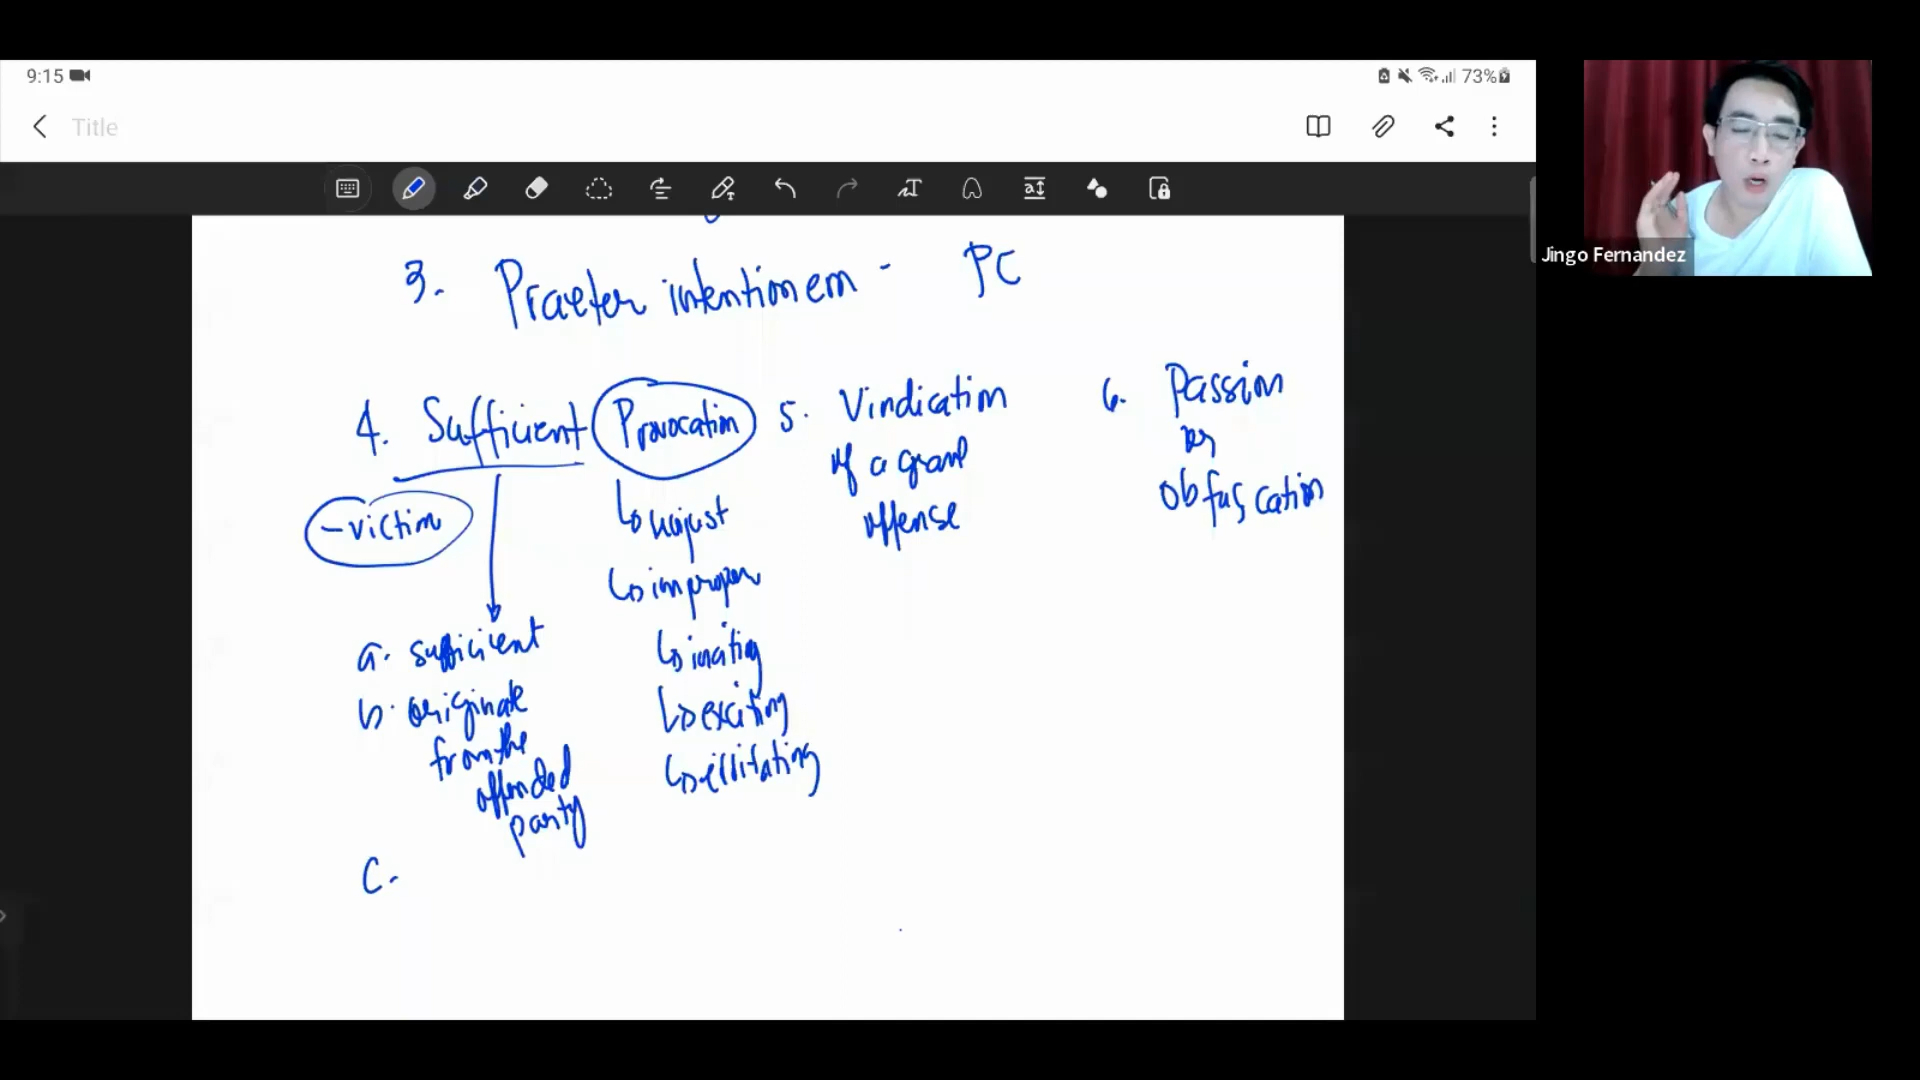 9:15
73%
Title
Jingo Fernandez
3. Praeter intentionem - PC
4. Sufficient Provocation
- victim
unjust
improper
inciting
exciting
a. sufficient
b. originate
from the
offended
party
c.
5. Vindication
of a grave
offense
6. Passion
or
obfuscation